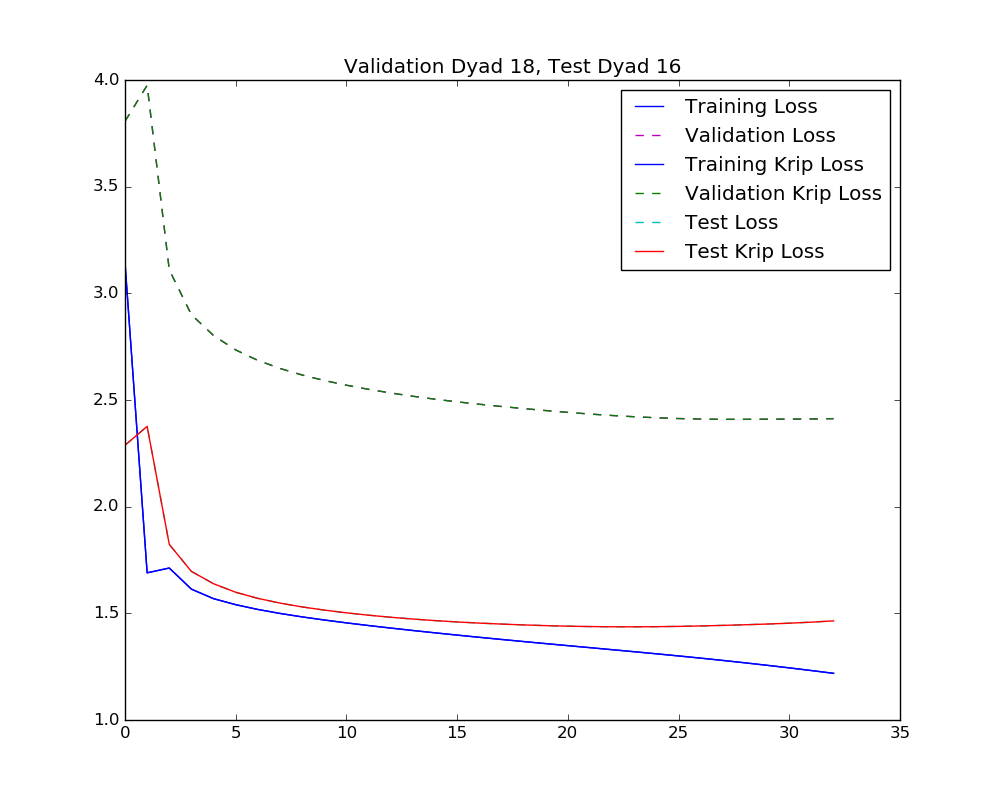 Validation Dyad 18, Test Dyad 16
4.0
3.5
3.0
2.5
2.0
1.5
1.0
0 5 10 15 20 25 30 35
Training Loss
Validation Loss
Training Krip Loss
Validation Krip Loss
Test Loss
Test Krip Loss